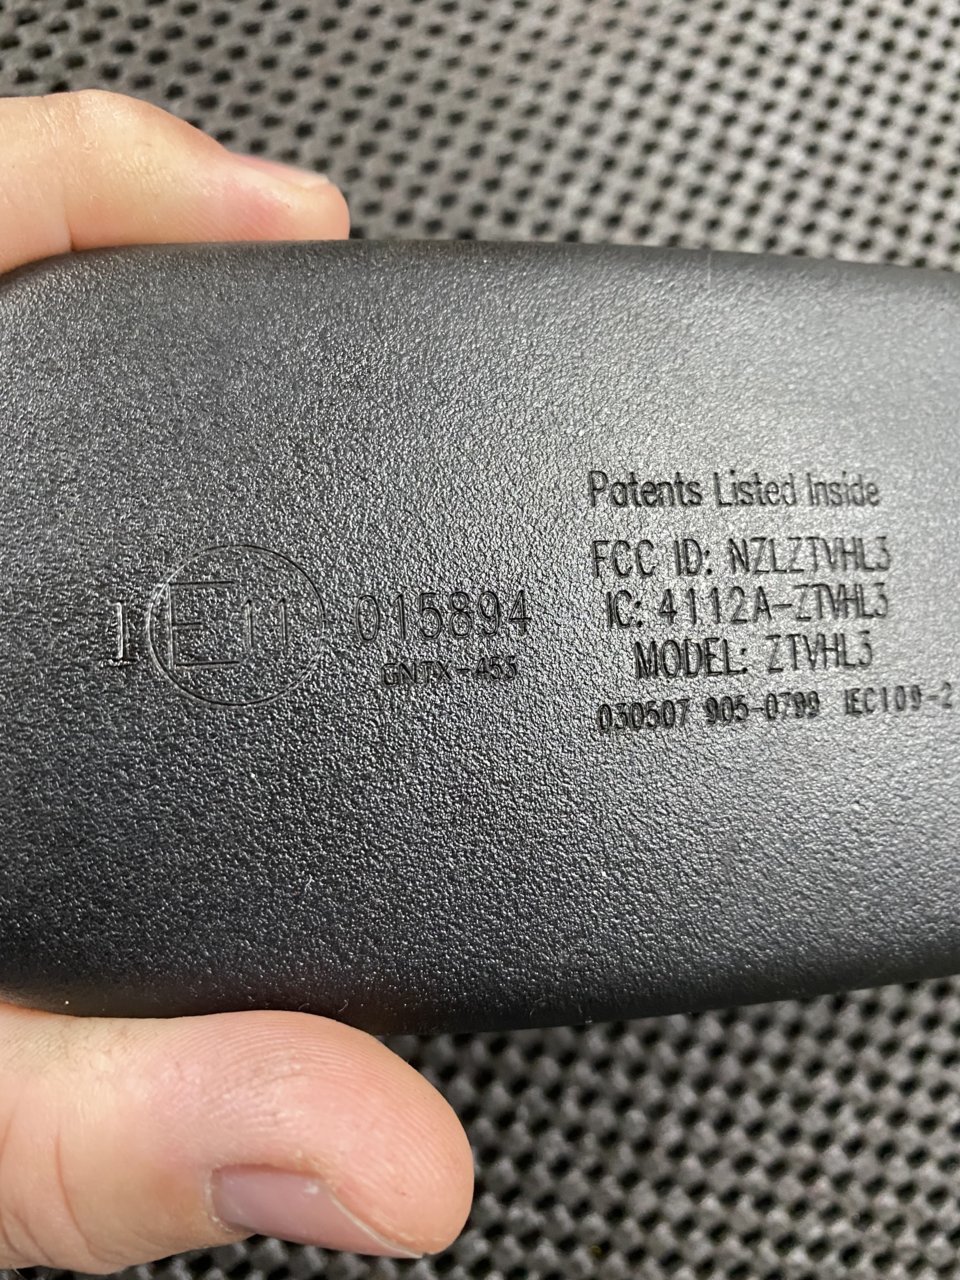 I E11 015894
GNTX-455
Patents Listed Inside
FCC ID: NZLZTVHL3
IC: 4112A-ZTVHL3
MODEL: ZTVHL3
030507 905-0799 IEC109-2